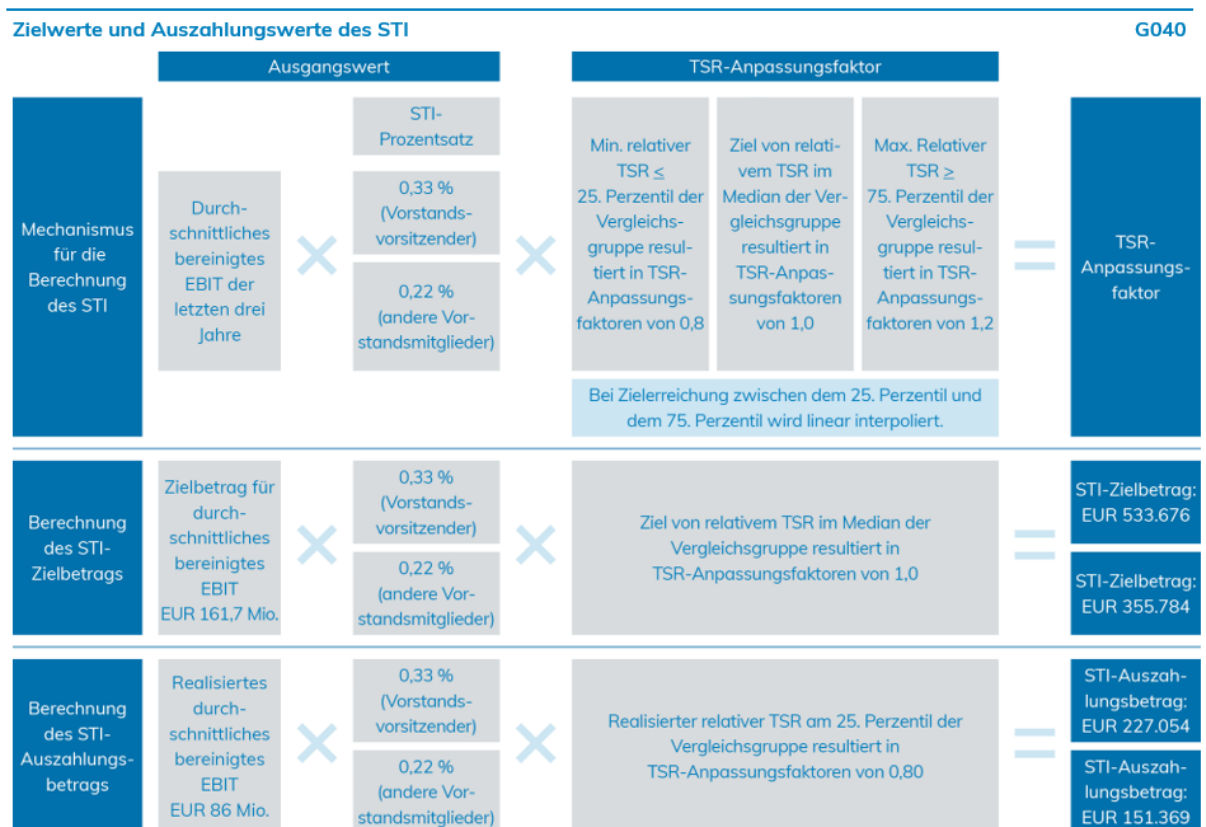 Zielwerte und Auszahlungswerte des STI
G040
Ausgangswert
TSR-Anpassungsfaktor
Mechanismus
für die
Berechnung
des STI
Durch-
schnittliches
bereinigtes
EBIT der
letzten drei
Jahre
STI-
Prozentsatz
0,33 %
(Vorstands-
vorsitzender)
0,22 %
(andere Vor-
standsmitglieder)
Min. relativer
TSR ≤
25. Perzentil der
Vergleichs-
gruppe resul-
tiert in TSR-
Anpassungs-
faktoren von 0,8
Ziel von relati-
vem TSR im
Median der Ver-
gleichsgruppe
resultiert in
TSR-Anpas-
sungsfaktoren
von 1,0
Max. Relativer
TSR ≥
75. Perzentil der
Vergleichs-
gruppe resul-
tiert in TSR-
Anpassungs-
faktoren von 1,2
Bei Zielerreichung zwischen dem 25. Perzentil und
dem 75. Perzentil wird linear interpoliert.
TSR-
Anpassungs-
faktor
Berechnung
des STI-
Zielbetrags
Zielbetrag für
durch-
schnittliches
bereinigtes
EBIT
EUR 161,7 Mio.
0,33 %
(Vorstands-
vorsitzender)
0,22 %
(andere Vor-
standsmitglieder)
Ziel von relativem TSR im Median der
Vergleichsgruppe resultiert in
TSR-Anpassungsfaktoren von 1,0
STI-Zielbetrag:
EUR 533.676
STI-Zielbetrag:
EUR 355.784
Berechnung
des STI-
Auszahlungs-
betrags
Realisiertes
durch-
schnittliches
bereinigtes
EBIT
EUR 86 Mio.
0,33 %
(Vorstands-
vorsitzender)
0,22 %
(andere Vor-
standsmitglieder)
Realisierter relativer TSR am 25. Perzentil der
Vergleichsgruppe resultiert in
TSR-Anpassungsfaktoren von 0,80
STI-Auszah-
lungsbetrag:
EUR 227.054
STI-Auszah-
lungsbetrag:
EUR 151.369